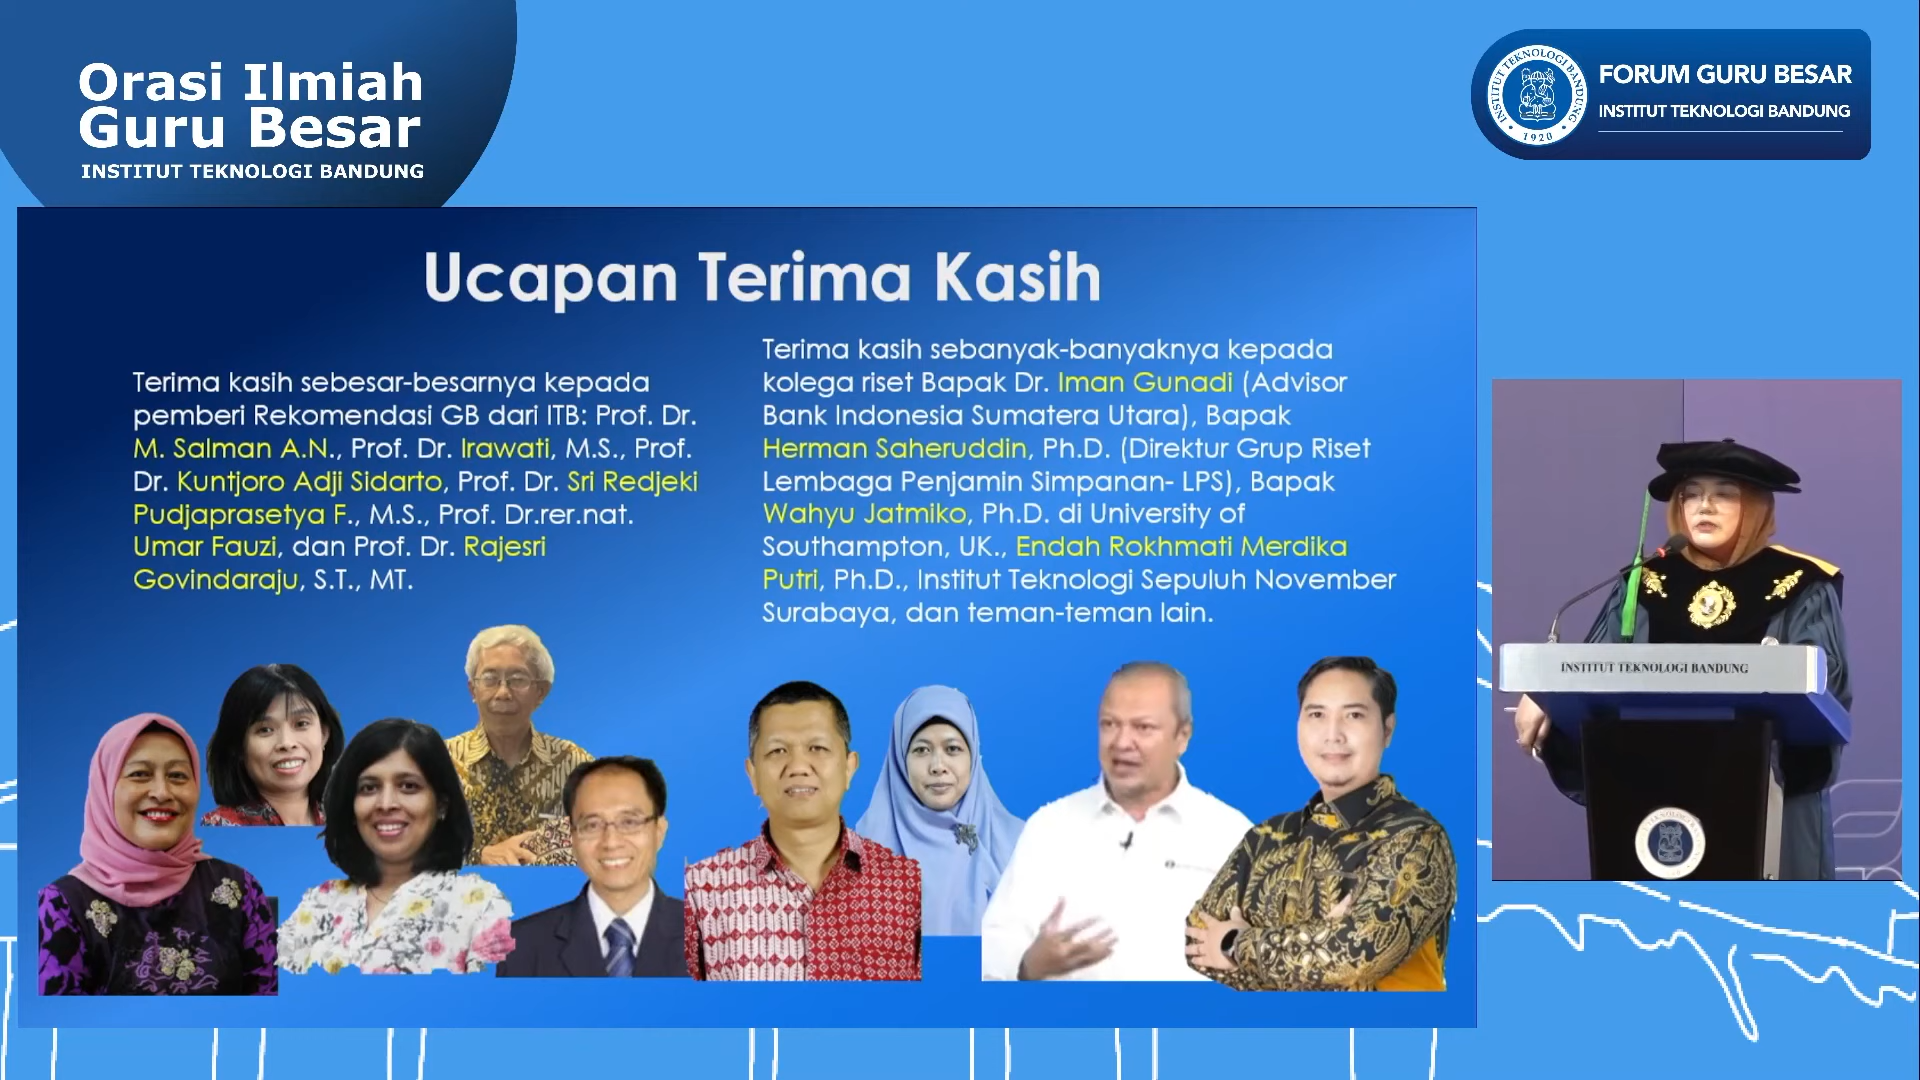 Orasi Ilmiah
Guru Besar
INSTITUT TEKNOLOGI BANDUNG
INSTITUT TEKNOLOGI BANDUNG
1920
FORUM GURU BESAR
INSTITUT TEKNOLOGI BANDUNG
Ucapan Terima Kasih
Terima kasih sebesar-besarnya kepada
pemberi Rekomendasi GB dari ITB: Prof. Dr.
M. Salman A.N., Prof. Dr. Irawati, M.S., Prof.
Dr. Kuntjoro Adji Sidarto, Prof. Dr. Sri Redjeki
Pudjaprasetya F., M.S., Prof. Dr.rer.nat.
Umar Fauzi, dan Prof. Dr. Rajesri
Govindaraju, S.T., MT.
Terima kasih sebanyak-banyaknya kepada
kolega riset Bapak Dr. Iman Gunadi (Advisor
Bank Indonesia Sumatera Utara), Bapak
Herman Saheruddin, Ph.D. (Direktur Grup Riset
Lembaga Penjamin Simpanan- LPS), Bapak
Wahyu Jatmiko, Ph.D. di University of
Southampton, UK., Endah Rokhmati Merdika
Putri, Ph.D., Institut Teknologi Sepuluh November
Surabaya, dan teman-teman lain.
INSTITUT TEKNOLOGI BANDUNG